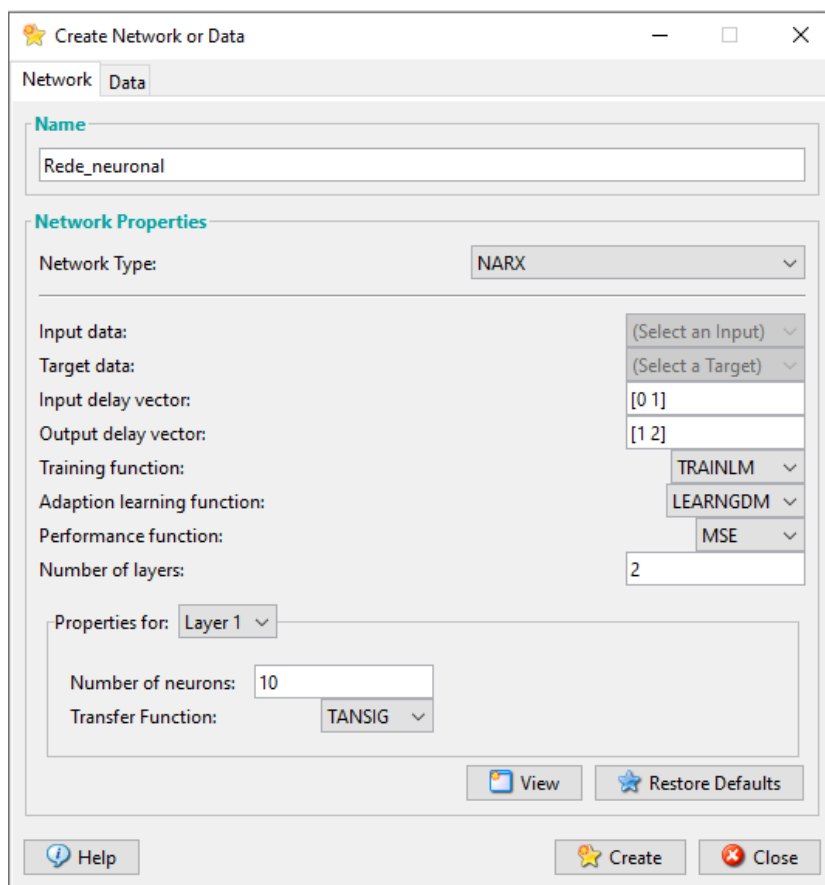 Create Network or Data
Network Data
Name
Rede_neuronal
Network Properties
Network Type: NARX
Input data: (Select an Input)
Target data: (Select a Target)
Input delay vector: [0 1]
Output delay vector: [1 2]
Training function: TRAINLM
Adaption learning function: LEARNGDM
Performance function: MSE
Number of layers: 2
Properties for: Layer 1
Number of neurons: 10
Transfer Function: TANSIG
View Restore Defaults
Help Create Close